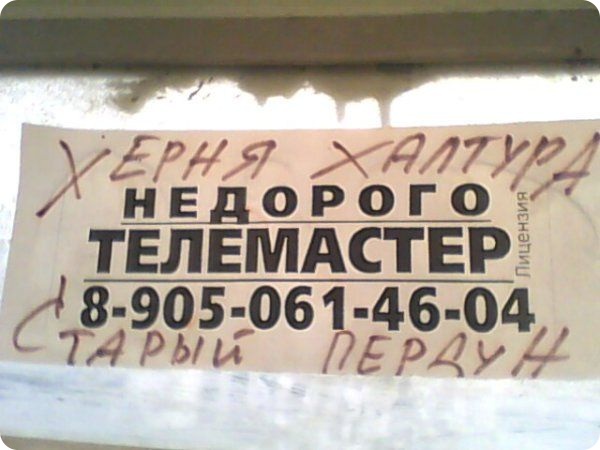 ХЕРНЯ ХАЛТУРА
НЕДОРОГО
ТЕЛЕМАСТЕР
Лицензия
8-905-061-46-04
СТАРЫЙ ПЕРДУН